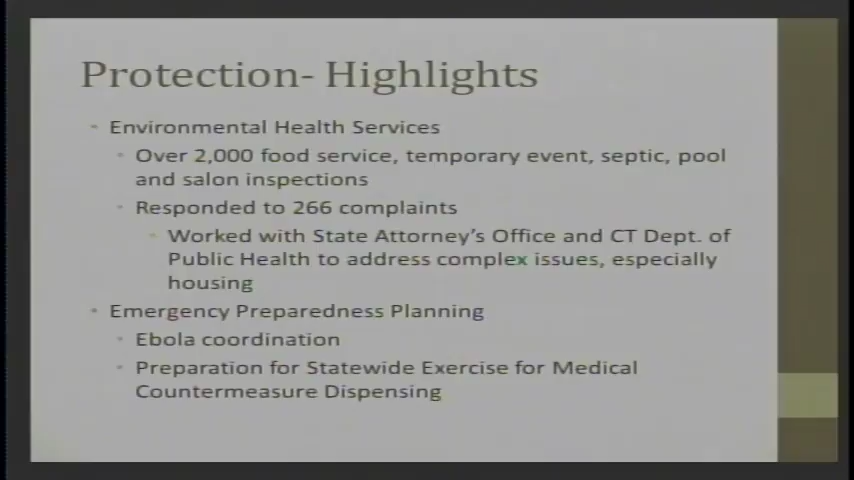 Protection- Highlights
Environmental Health Services
Over 2,000 food service, temporary event, septic, pool
and salon inspections
Responded to 266 complaints
Worked with State Attorney's Office and CT Dept. of
Public Health to address complex issues, especially
housing
Emergency Preparedness Planning
Ebola coordination
Preparation for Statewide Exercise for Medical
Countermeasure Dispensing